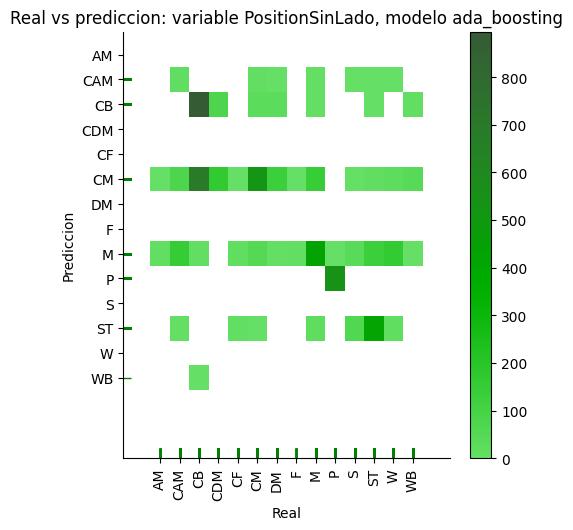 Real vs prediccion: variable PositionSinLado, modelo ada_boosting
AM
CAM
CB
CDM
CF
CM
DM
F
M
P
S
ST
W
WB
Prediccion
AM
CAM
CB
CDM
CF
CM
DM
F
M
P
S
ST
W
WB
Real
800
700
600
500
400
300
200
100
0